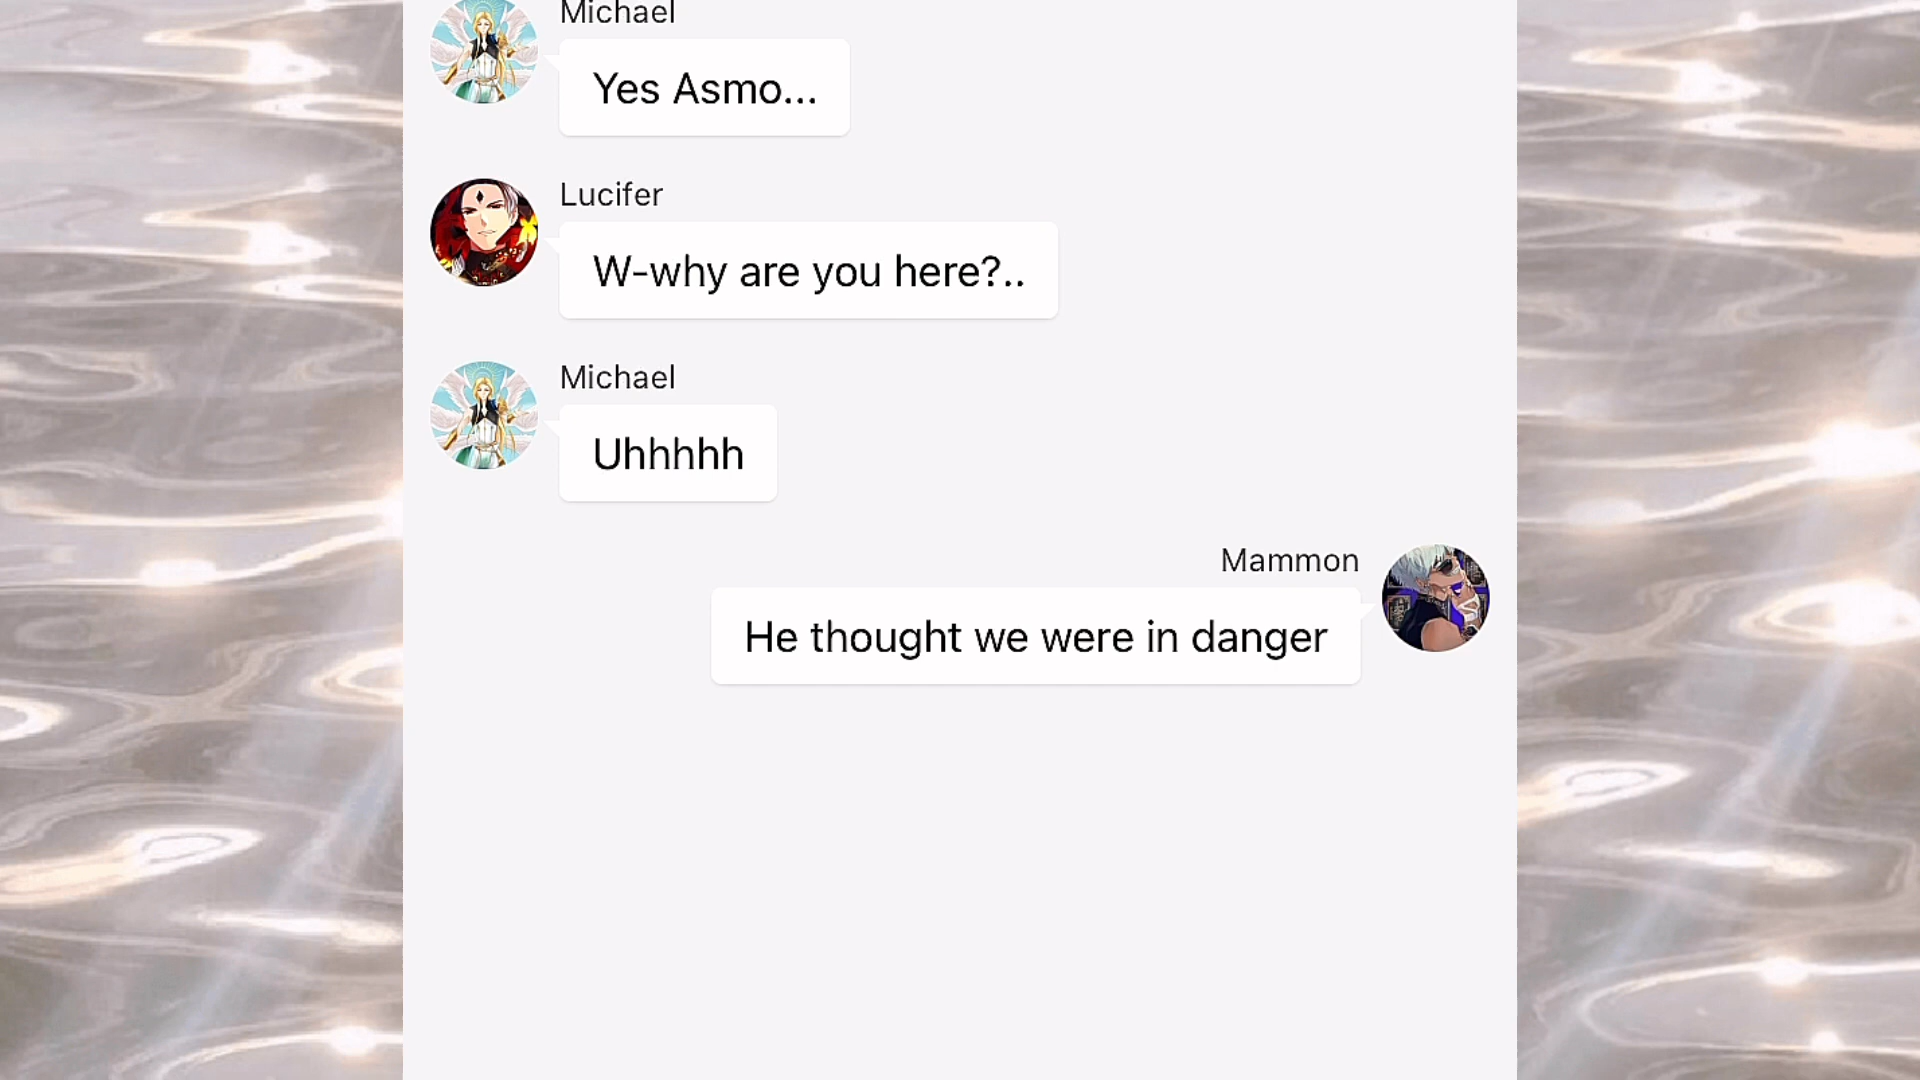 Michael
Yes Asmo...
Lucifer
W-why are you here?..
Michael
Uhhhhh
Mammon
He thought we were in danger